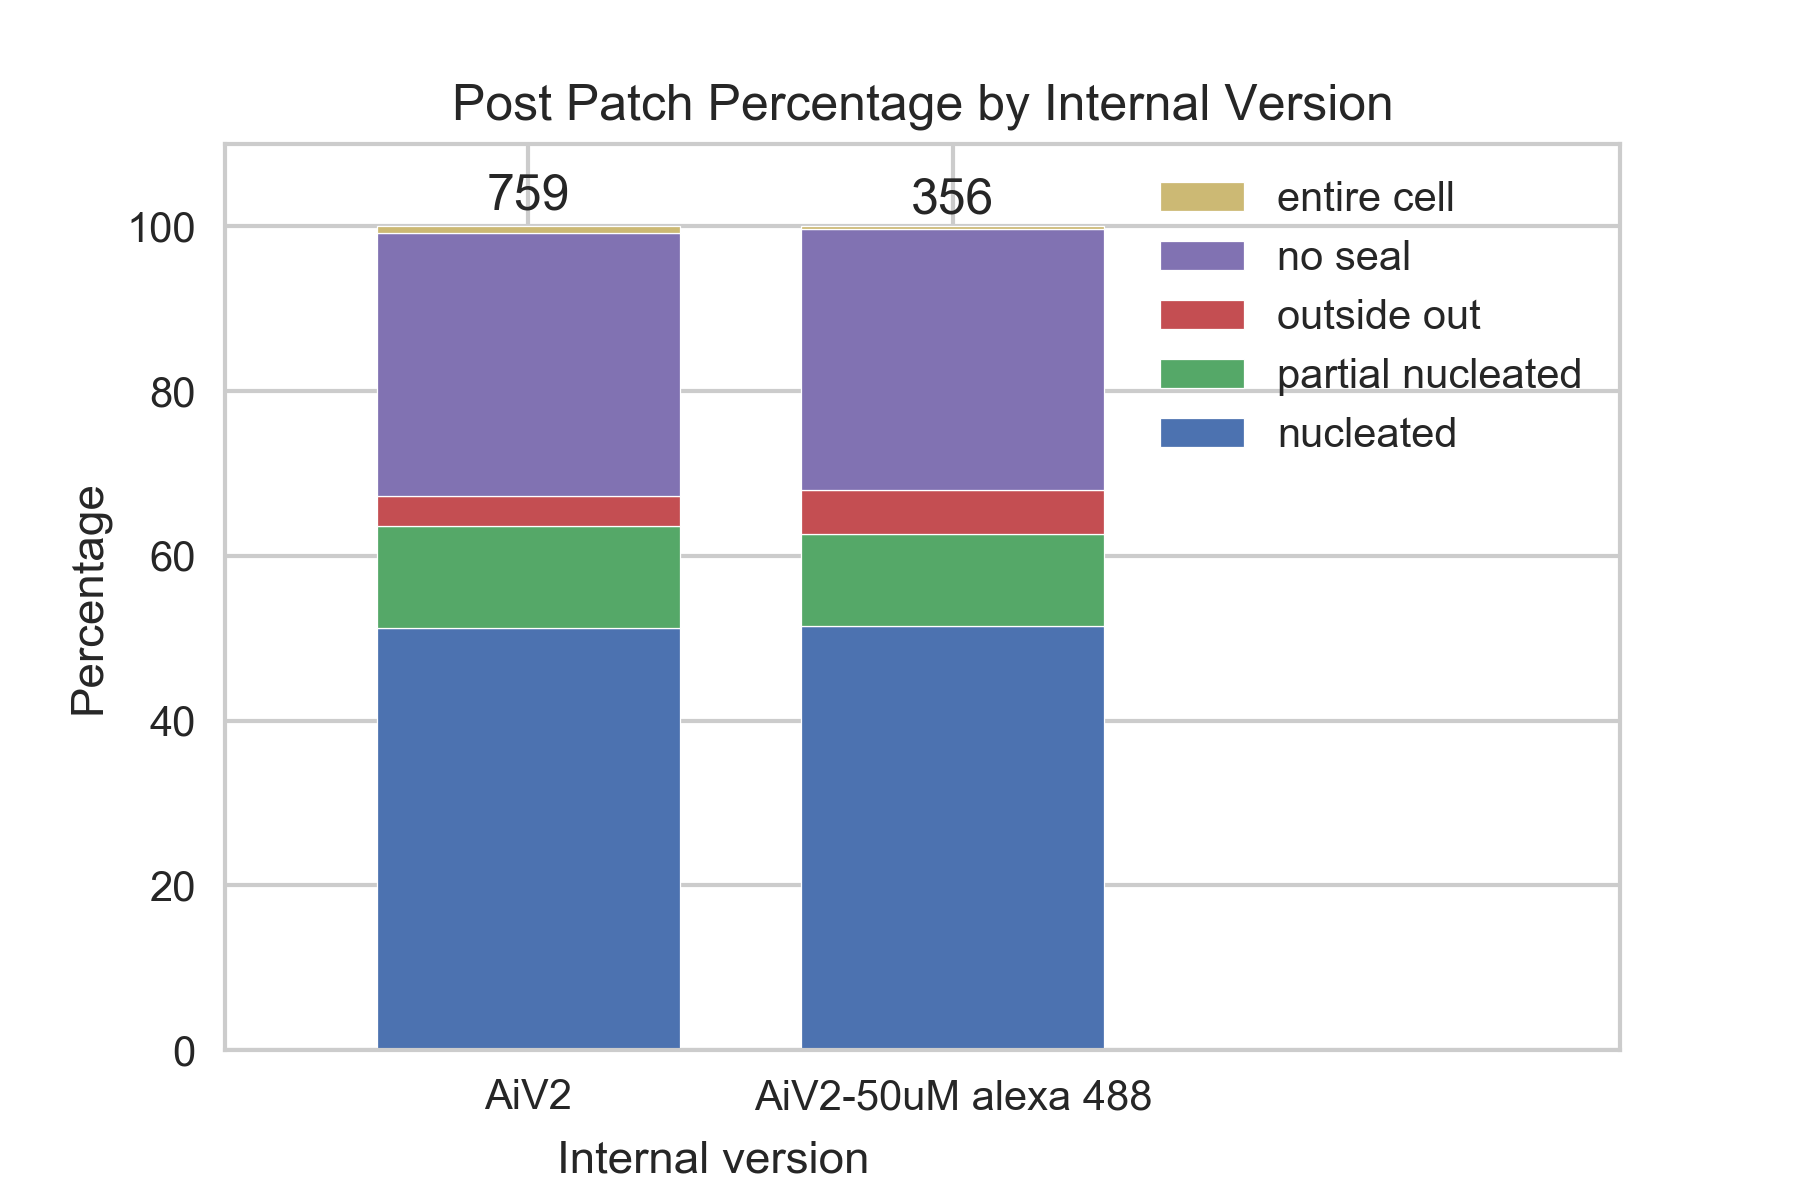 Post Patch Percentage by Internal Version
759
356
entire cell
no seal
outside out
partial nucleated
nucleated
100
80
60
40
20
0
Percentage
AiV2
AiV2-50uM alexa 488
Internal version